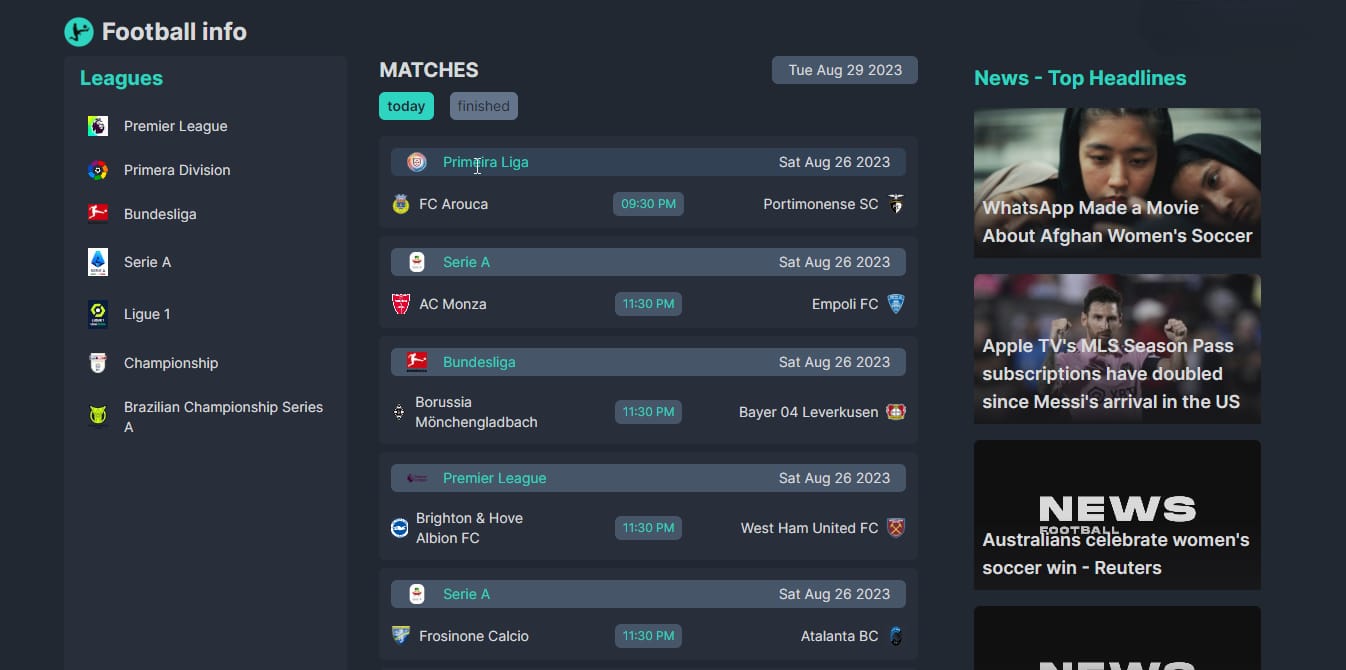 Football info
Leagues
Premier League
Primera Division
Bundesliga
Serie A
Ligue 1
Championship
Brazilian Championship Series
A
MATCHES
Tue Aug 29 2023
today
finished
Primeira Liga
Sat Aug 26 2023
FC Arouca
09:30 PM
Portimonense SC
Serie A
Sat Aug 26 2023
AC Monza
11:30 PM
Empoli FC
Bundesliga
Sat Aug 26 2023
Borussia
Mönchengladbach
11:30 PM
Bayer 04 Leverkusen
Premier League
Sat Aug 26 2023
Brighton & Hove
Albion FC
11:30 PM
West Ham United FC
Serie A
Sat Aug 26 2023
Frosinone Calcio
11:30 PM
Atalanta BC
News - Top Headlines
WhatsApp Made a Movie
About Afghan Women's Soccer
Apple TV's MLS Season Pass
subscriptions have doubled
since Messi's arrival in the US
NEWS
FOOTBALL
Australians celebrate women's
soccer win - Reuters
NEWS